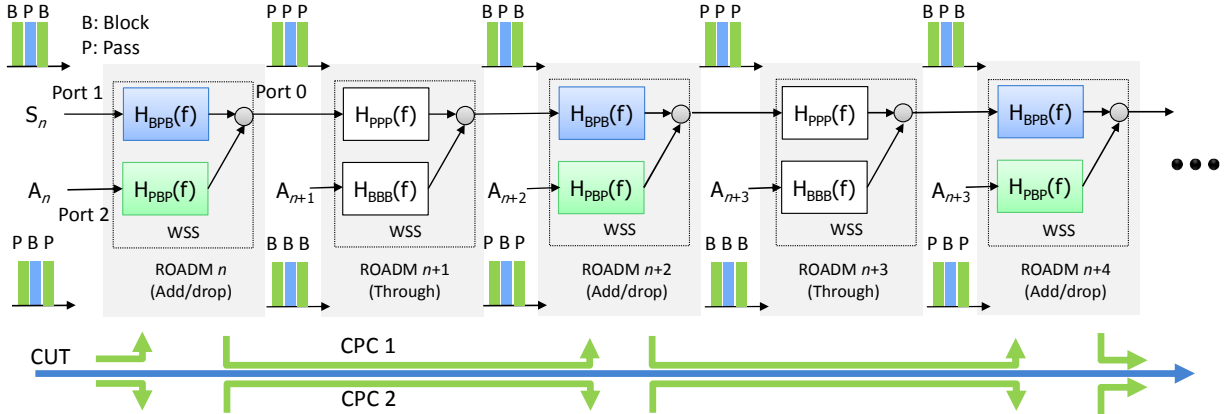 B P B
P P P
B P B
P P P
B P B
B: Block
P: Pass
Port 1
Port 0
S_n
H_BPB(f)
H_PPP(f)
H_BPB(f)
H_PPP(f)
H_BPB(f)
A_n
H_PBP(f)
A_n+1
H_BBB(f)
A_n+2
H_PBP(f)
A_n+3
H_BBB(f)
A_n+3
H_PBP(f)
Port 2
WSS
WSS
WSS
WSS
WSS
P B P
B B B
P B P
B B B
P B P
ROADM n
(Add/drop)
ROADM n+1
(Through)
ROADM n+2
(Add/drop)
ROADM n+3
(Through)
ROADM n+4
(Add/drop)
CPC 1
CUT
CPC 2